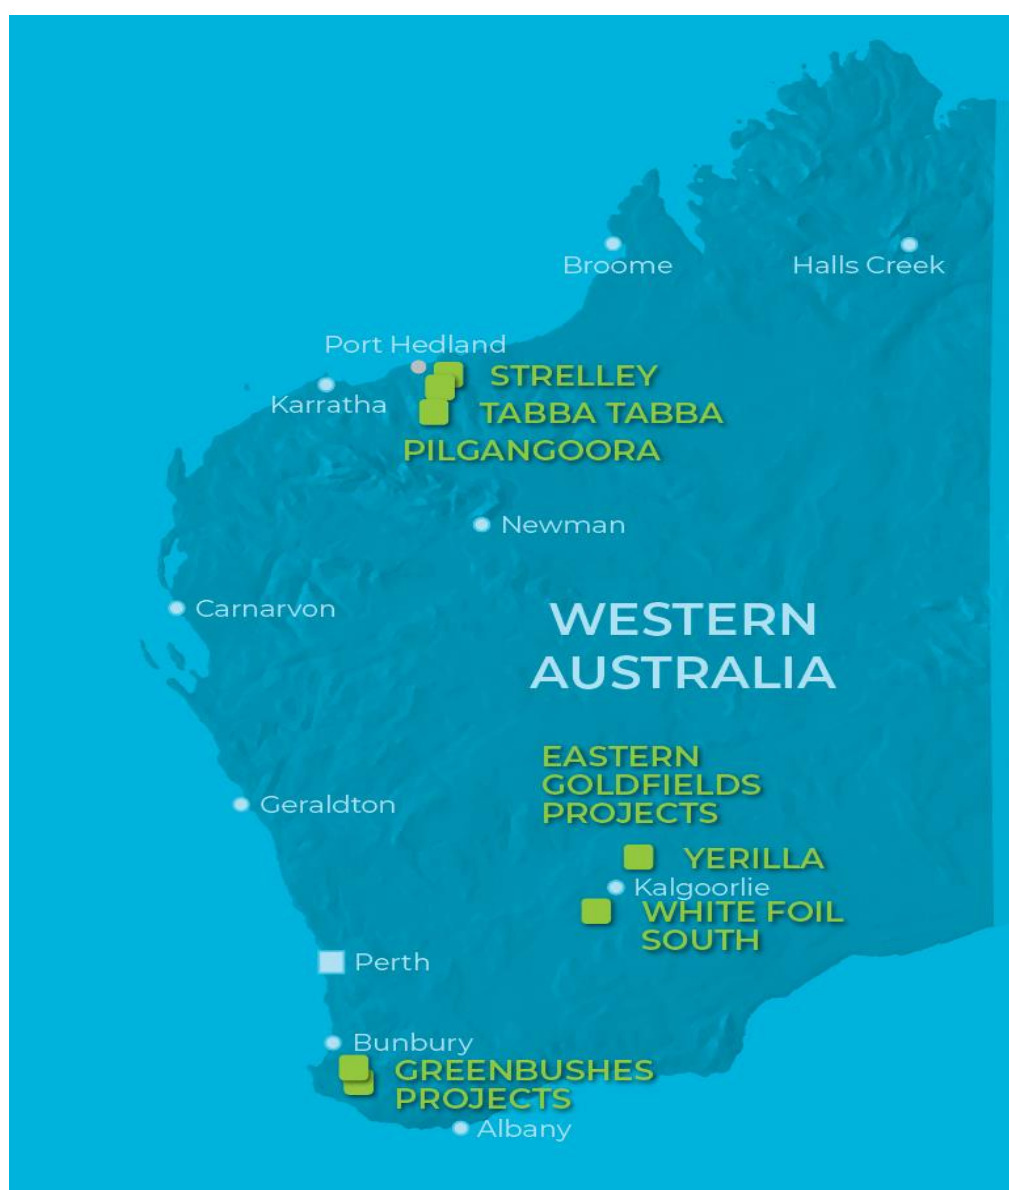 Broome
Halls Creek
Port Hedland
STRELLEY
Karratha
TABBA TABBA
PILGANGOORA
Newman
Carnarvon
WESTERN
AUSTRALIA
EASTERN
GOLDFIELDS
PROJECTS
Geraldton
YERILLA
Kalgoorlie
WHITE FOIL
SOUTH
Perth
Bunbury
GREENBUSHES
PROJECTS
Albany